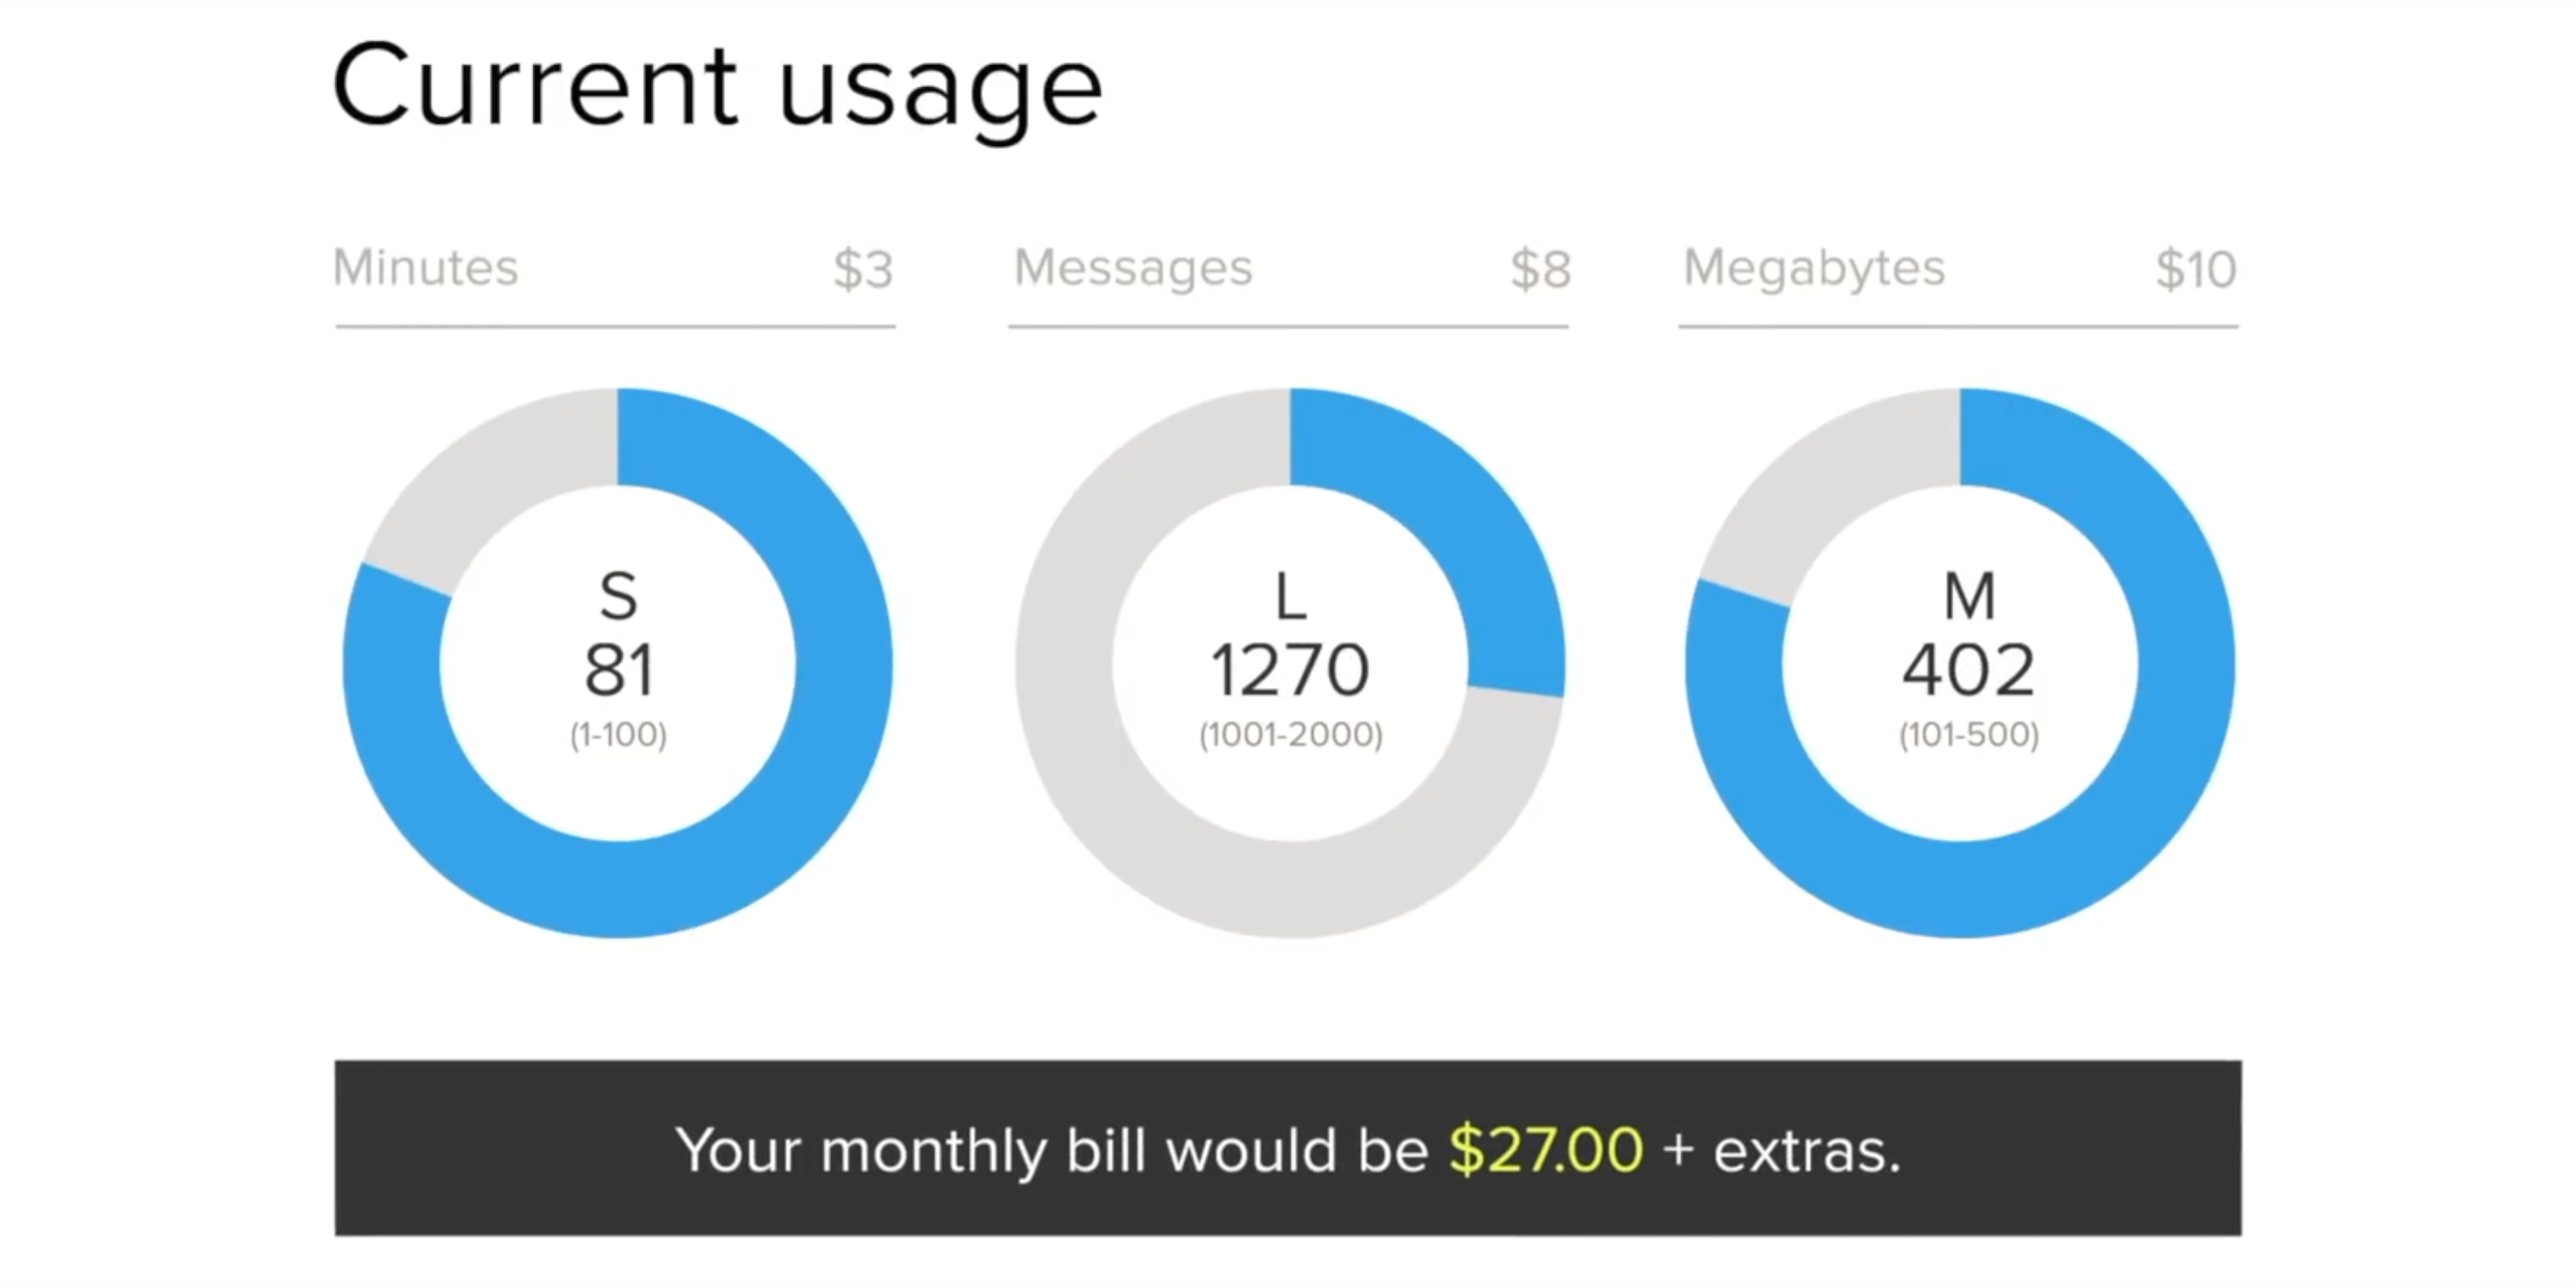 Current usage
Minutes $3
Messages $8
Megabytes $10
S
81
(1-100)
L
1270
(1001-2000)
M
402
(101-500)
Your monthly bill would be $27.00 + extras.